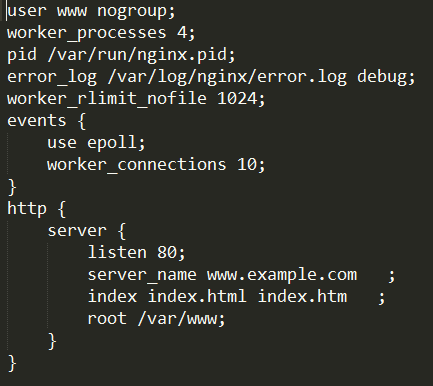 user www nogroup;
worker_processes 4;
pid /var/run/nginx.pid;
error_log /var/log/nginx/error.log debug;
worker_rlimit_nofile 1024;
events {
    use epoll;
    worker_connections 10;
}
http {
    server {
        listen 80;
        server_name www.example.com   ;
        index index.html index.htm   ;
        root /var/www;
    }
}